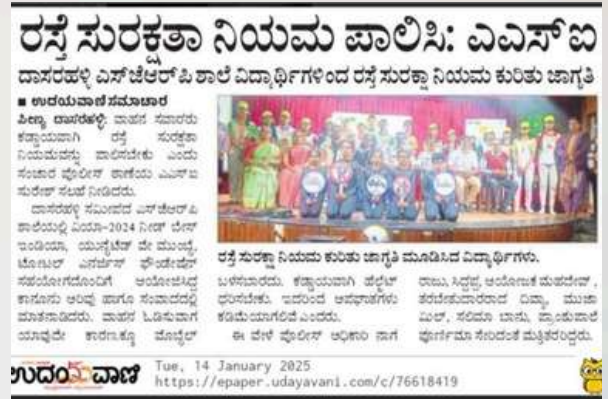 ರಸ್ತೆ ಸುರಕ್ಷತಾ ನಿಯಮ ಪಾಲಿಸಿ: ಎಎಸ್‌ಐ
ದಾಸರಹಳ್ಳಿ ಎಸ್‌ಜೆಆರ್‌ಪಿ ಶಾಲೆ ವಿದ್ಯಾರ್ಥಿಗಳಿಂದ ರಸ್ತೆ ಸುರಕ್ಷಾ ನಿಯಮ ಕುರಿತು ಜಾಗೃತಿ
■ ಉದಯವಾಣಿ ಸಮಾಚಾರ
ಪೀಣ್ಯ ದಾಸರಹಳ್ಳಿ: ವಾಹನ ಸವಾರರು
ಕಡ್ಡಾಯವಾಗಿ ರಸ್ತೆ ಸುರಕ್ಷತಾ
ನಿಯಮವನ್ನು ಪಾಲಿಸಬೇಕು ಎಂದು
ಸಂಚಾರ ಪೊಲೀಸ್ ಠಾಣೆಯ ಎಎಸ್‌ಐ
ಸುರೇಶ್ ಸಲಹೆ ನೀಡಿದರು.
ದಾಸರಹಳ್ಳಿ ಸಮೀಪದ ಎಸ್‌ಜೆಆರ್‌ಪಿ
ಶಾಲೆಯಲ್ಲಿ ವಿಯಾ-2024 ನೀಡ್ ಬೇಸ್
ಇಂಡಿಯಾ, ಯುನೈಟೆಡ್ ವೇ ಮುಂಬೈ,
ಟೋಟಲ್ ಎನರ್ಜೀಸ್ ಫೌಂಡೇಷನ್
ಸಹಯೋಗದೊಂದಿಗೆ ಆಯೋಜಿಸಿದ್ದ
ಕಾನೂನು ಅರಿವು ಹಾಗೂ ಸಂವಾದದಲ್ಲಿ
ಮಾತನಾಡಿದರು. ವಾಹನ ಓಡಿಸುವಾಗ
ಯಾವುದೇ ಕಾರಣಕ್ಕೂ ಮೊಬೈಲ್
ರಸ್ತೆ ಸುರಕ್ಷಾ ನಿಯಮ ಕುರಿತು ಜಾಗೃತಿ ಮೂಡಿಸಿದ ವಿದ್ಯಾರ್ಥಿಗಳು.
ಬಳಸಬಾರದು. ಕಡ್ಡಾಯವಾಗಿ ಹೆಲ್ಮೆಟ್
ಧರಿಸಬೇಕು. ಇದರಿಂದ ಅಪಘಾತಗಳು
ಕಡಿಮೆಯಾಗಲಿವೆ ಎಂದರು.
ಈ ವೇಳೆ ಪೊಲೀಸ್ ಅಧಿಕಾರಿ ನಾಗ
ರಾಜು, ಸಿದ್ದಪ್ಪ, ಆಯೋಜಕ ಮಹದೇವ್,
ತರಬೇತುದಾರರಾದ ದಿವ್ಯಾ, ಮುಜಾ
ಮಿಲ್, ಸಲಿಮಾ ಬಾನು, ಪ್ರಾಂಶುಪಾಲೆ
ಪೂರ್ಣಿಮಾ ಸೇರಿದಂತೆ ಮತ್ತಿತರರಿದ್ದರು.
ಉದಯವಾಣಿ
Tue, 14 January 2025
https://epaper.udayavani.com/c/76618419